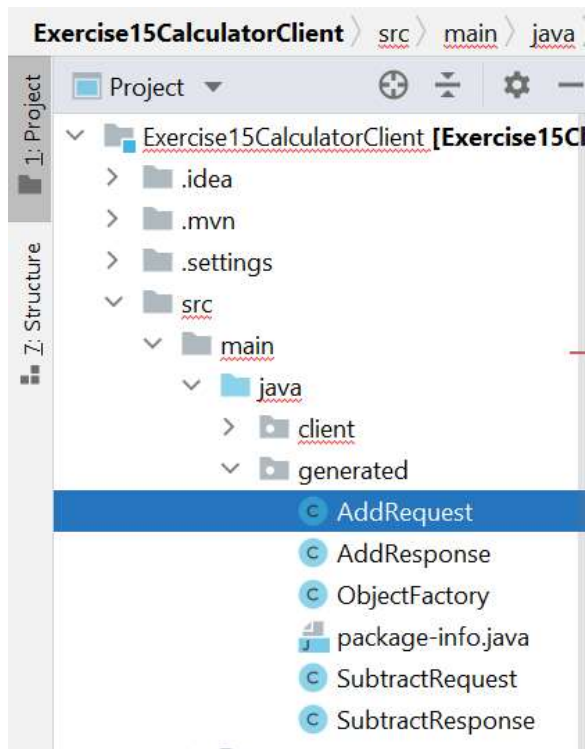 Exercise15CalculatorClient src main java
1: Project
Project
Exercise15CalculatorClient [Exercise15Cl
.idea
.mvn
.settings
7: Structure
src
main
java
client
generated
AddRequest
AddResponse
ObjectFactory
package-info.java
SubtractRequest
SubtractResponse